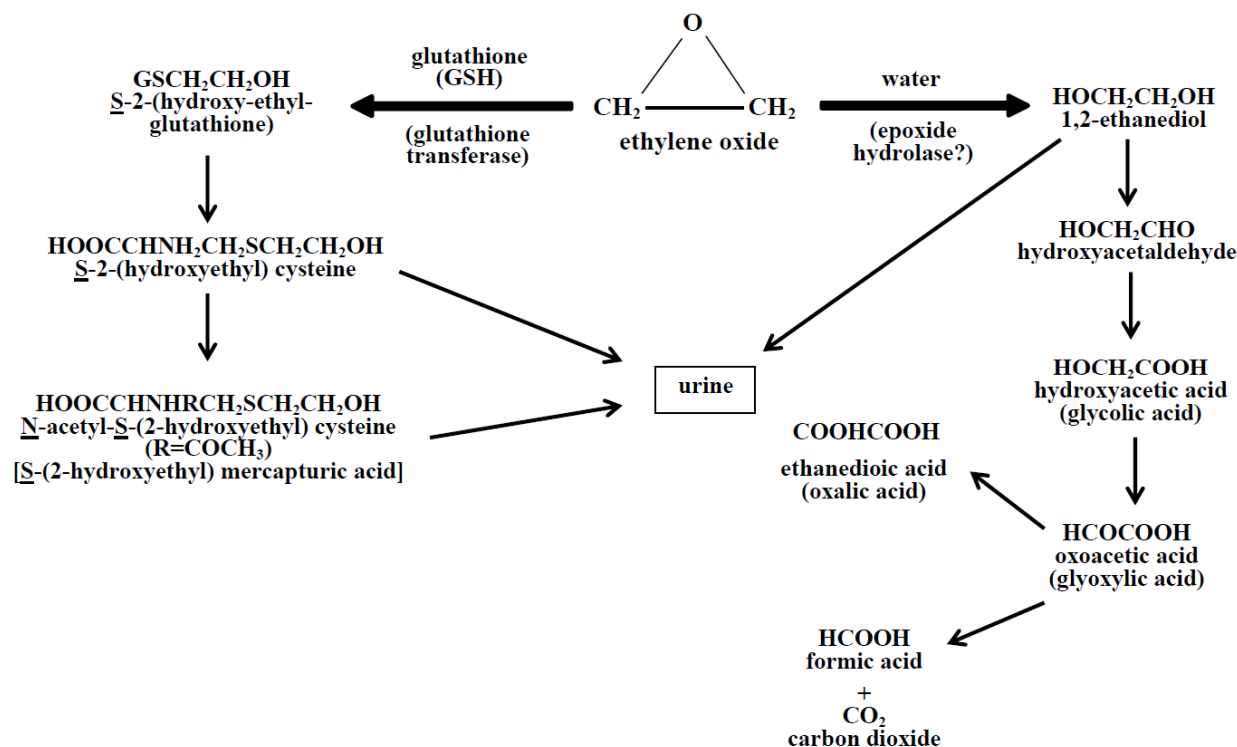 O
CH₂ CH₂
ethylene oxide
glutathione
(GSH)
(glutathione
transferase)
water
(epoxide
hydrolase?)
GSCH₂CH₂OH
S-2-(hydroxy-ethyl-
glutathione)
HOOCCHNH₂CH₂SCH₂CH₂OH
S-2-(hydroxyethyl) cysteine
HOOCCHNHRCH₂SCH₂CH₂OH
N-acetyl-S-(2-hydroxyethyl) cysteine
(R=COCH₃)
[S-(2-hydroxyethyl) mercapturic acid]
urine
HOCH₂CH₂OH
1,2-ethanediol
HOCH₂CHO
hydroxyacetaldehyde
HOCH₂COOH
hydroxyacetic acid
(glycolic acid)
HCOCOOH
oxoacetic acid
(glyoxylic acid)
COOHCOOH
ethanedioic acid
(oxalic acid)
HCOOH
formic acid
+
CO₂
carbon dioxide